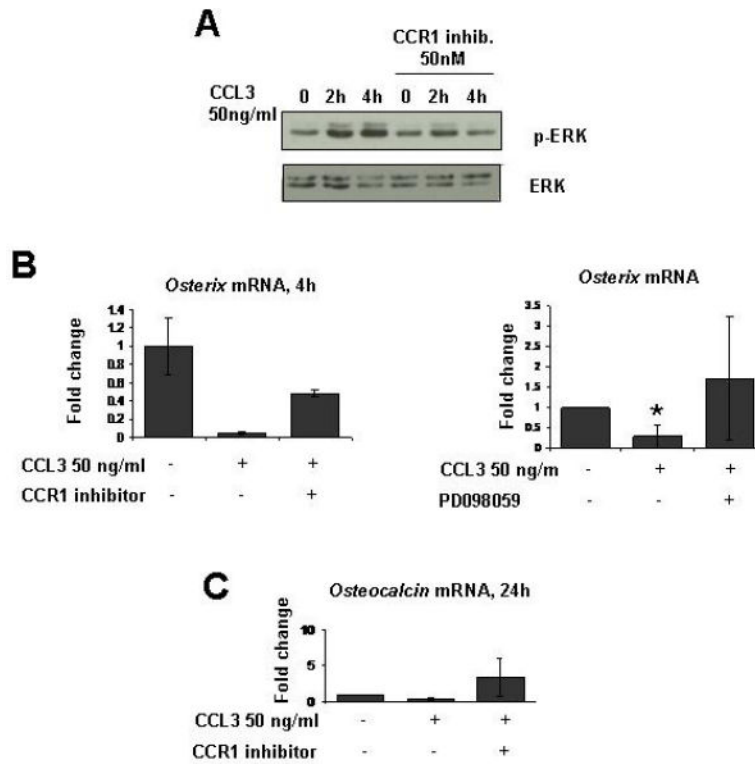 A
CCR1 inhib.
50nM
CCL3
50ng/ml
0 2h 4h 0 2h 4h
p-ERK
ERK
B
Osterix mRNA, 4h
Fold change
1.4
1.2
1
0.8
0.6
0.4
0.2
0
CCL3 50 ng/ml - + +
CCR1 inhibitor - - +
Osterix mRNA
Fold change
3.5
3
2.5
2
1.5
1
0.5
0
*
CCL3 50 ng/m - + +
PD098059 - - +
C
Osteocalcin mRNA, 24h
Fold change
10
5
0
CCL3 50 ng/ml - + +
CCR1 inhibitor - - +